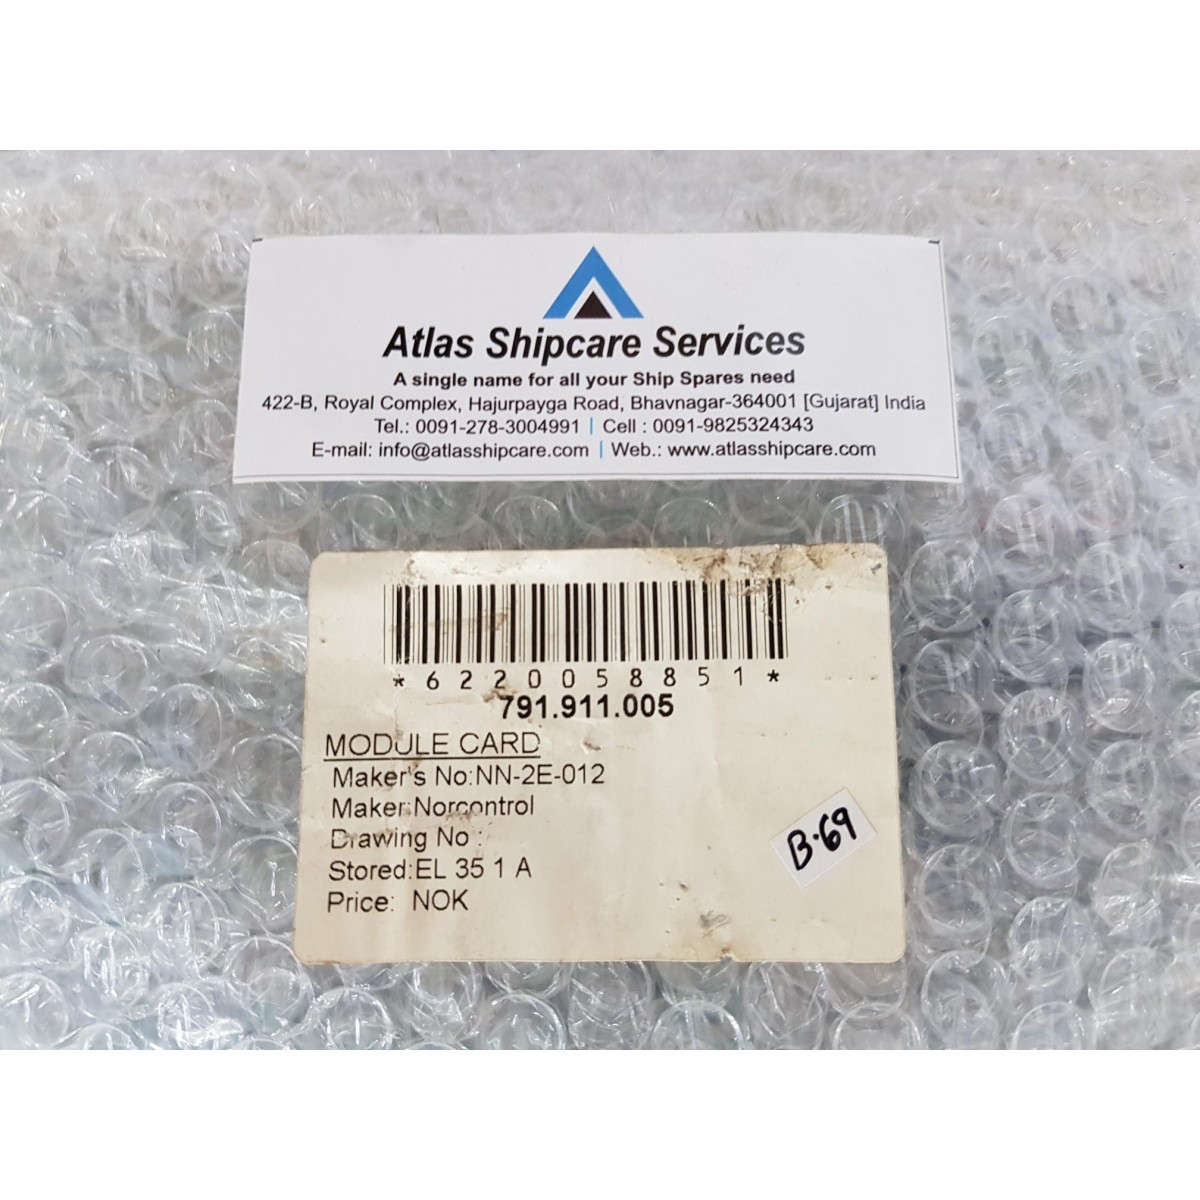 Atlas Shipcare Services
A single name for all your Ship Spares need
422-B, Royal Complex, Hajurpayga Road, Bhavnagar-364001 [Gujarat] India
Tel.: 0091-278-3004991 | Cell : 0091-9825324343
E-mail: info@atlasshipcare.com | Web.: www.atlasshipcare.com
*6220058851*
791.911.005
MODULE CARD
Maker's No:NN-2E-012
Maker:Norcontrol
Drawing No :
Stored:EL 35 1 A
Price: NOK
B.69